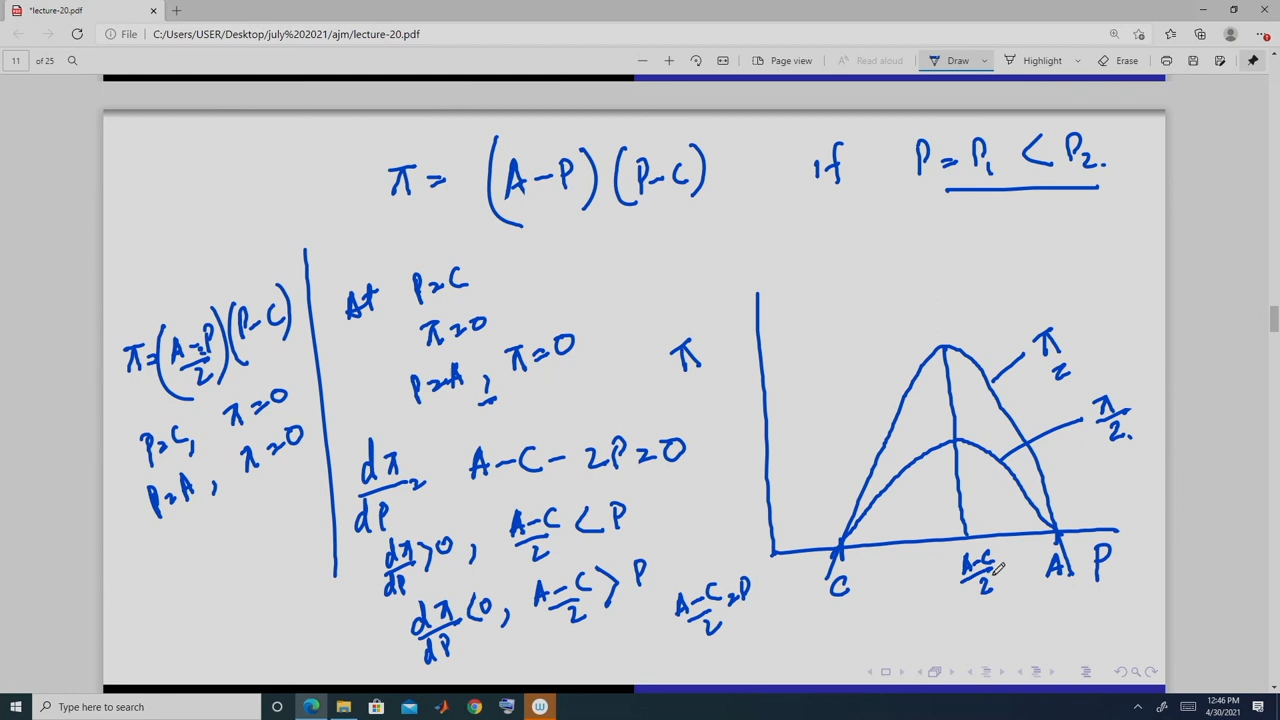 *lecture-20.pdf
File C:/Users/USER/Desktop/july%202021/ajm/lecture-20.pdf
11 of 25
Page view
Read aloud
Draw
Highlight
Erase
π = (A-P)(P-C) if P = P1 < P2.
π = (A-P/2)(P-C)
P=C, π=0
P=A, π=0
At P=C
π=0
P=A, π=0
dπ/dP = A-C-2P=0
dπ/dP >0, A-C/2 < P
dπ/dP <0, A-C/2 > P
A-C/2 = P
π
π
2
π/2.
C
A-C/2
A
P
Type here to search
12:46 PM
4/30/2021